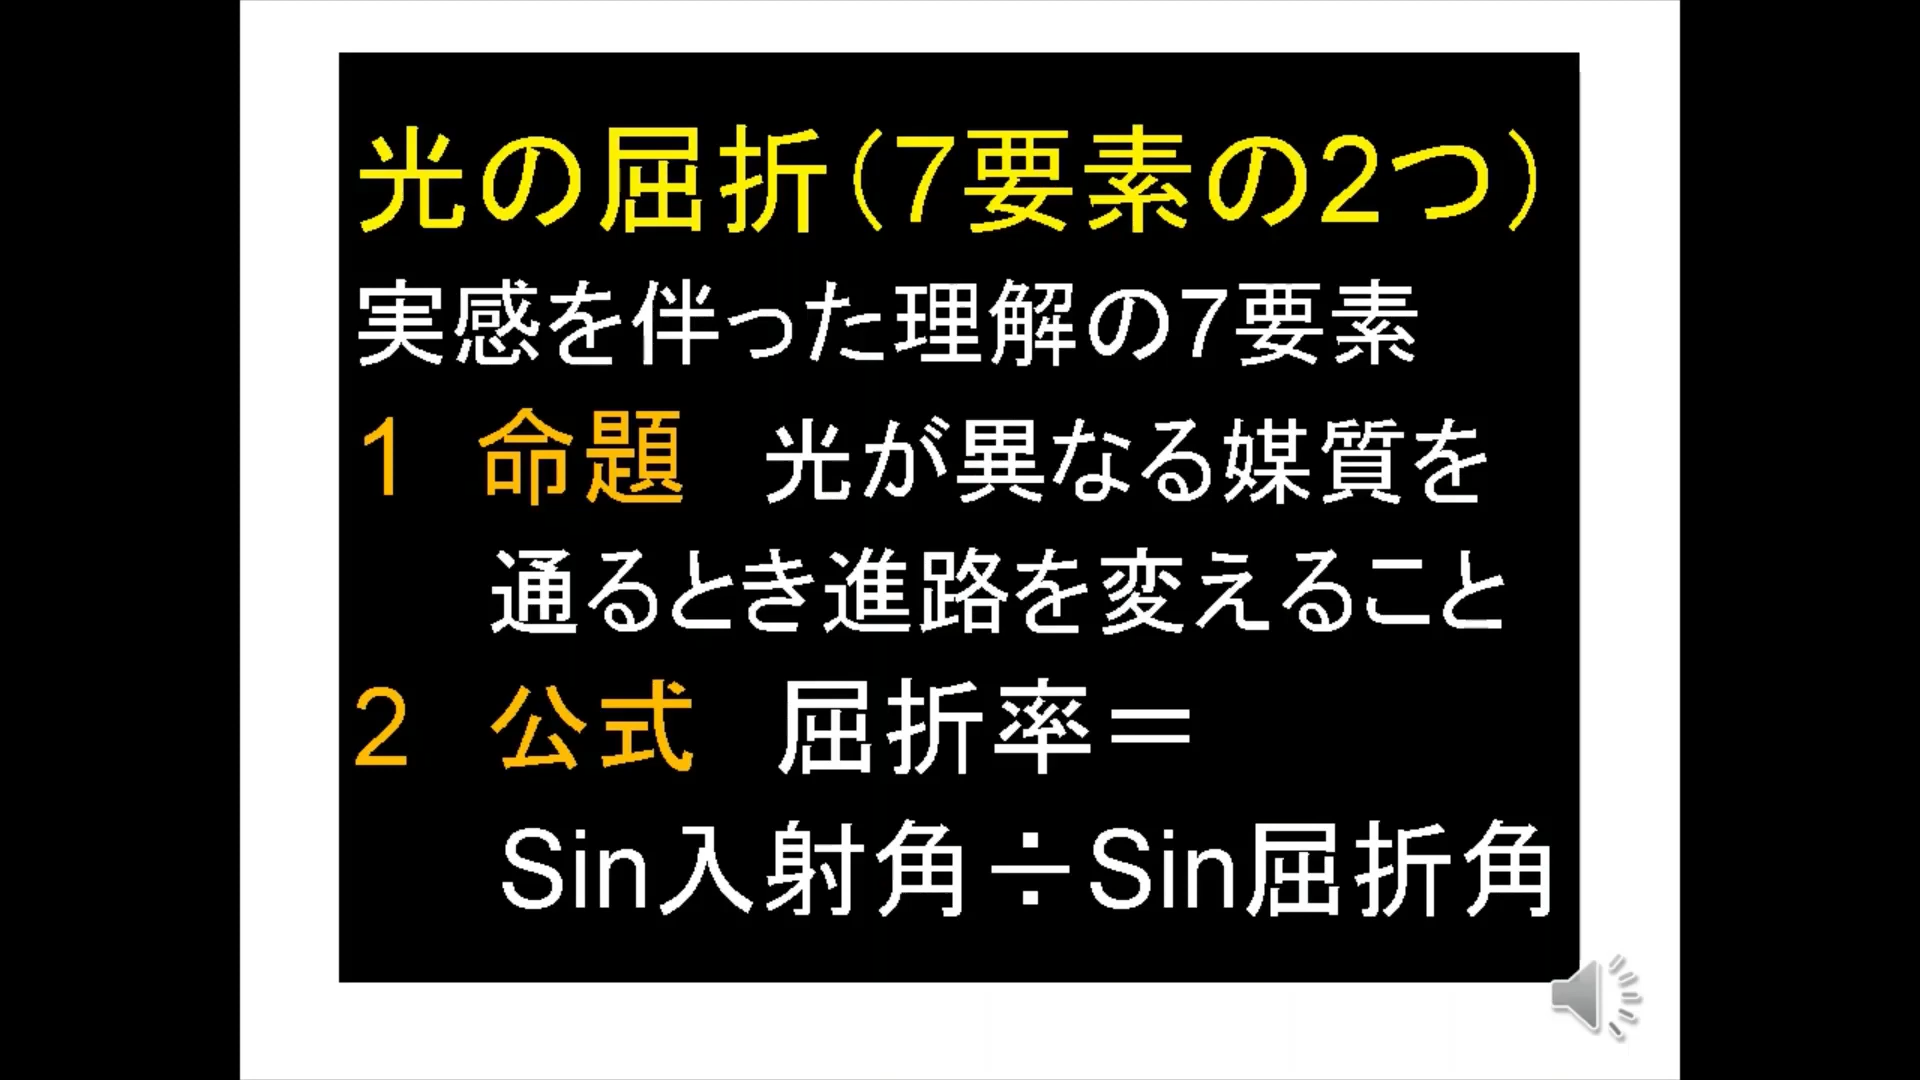 光の屈折(7要素の2つ)
実感を伴った理解の7要素
1　命題　光が異なる媒質を
通るとき進路を変えること
2　公式　屈折率＝
Sin入射角÷Sin屈折角